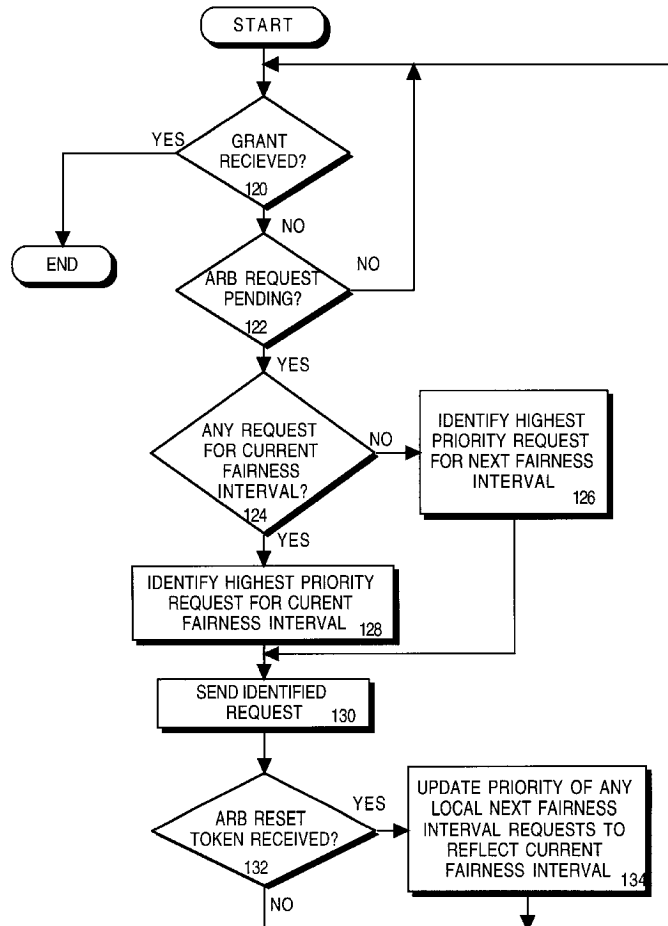 START
GRANT
RECIEVED?
120
YES
NO
END
ARB REQUEST
PENDING?
122
NO
YES
ANY REQUEST
FOR CURRENT
FAIRNESS
INTERVAL?
124
NO
YES
IDENTIFY HIGHEST
PRIORITY REQUEST
FOR NEXT FAIRNESS
INTERVAL
126
IDENTIFY HIGHEST PRIORITY
REQUEST FOR CURENT
FAIRNESS INTERVAL
128
SEND IDENTIFIED
REQUEST
130
ARB RESET
TOKEN RECEIVED?
132
YES
NO
UPDATE PRIORITY OF ANY
LOCAL NEXT FAIRNESS
INTERVAL REQUESTS TO
REFLECT CURRENT
FAIRNESS INTERVAL
134